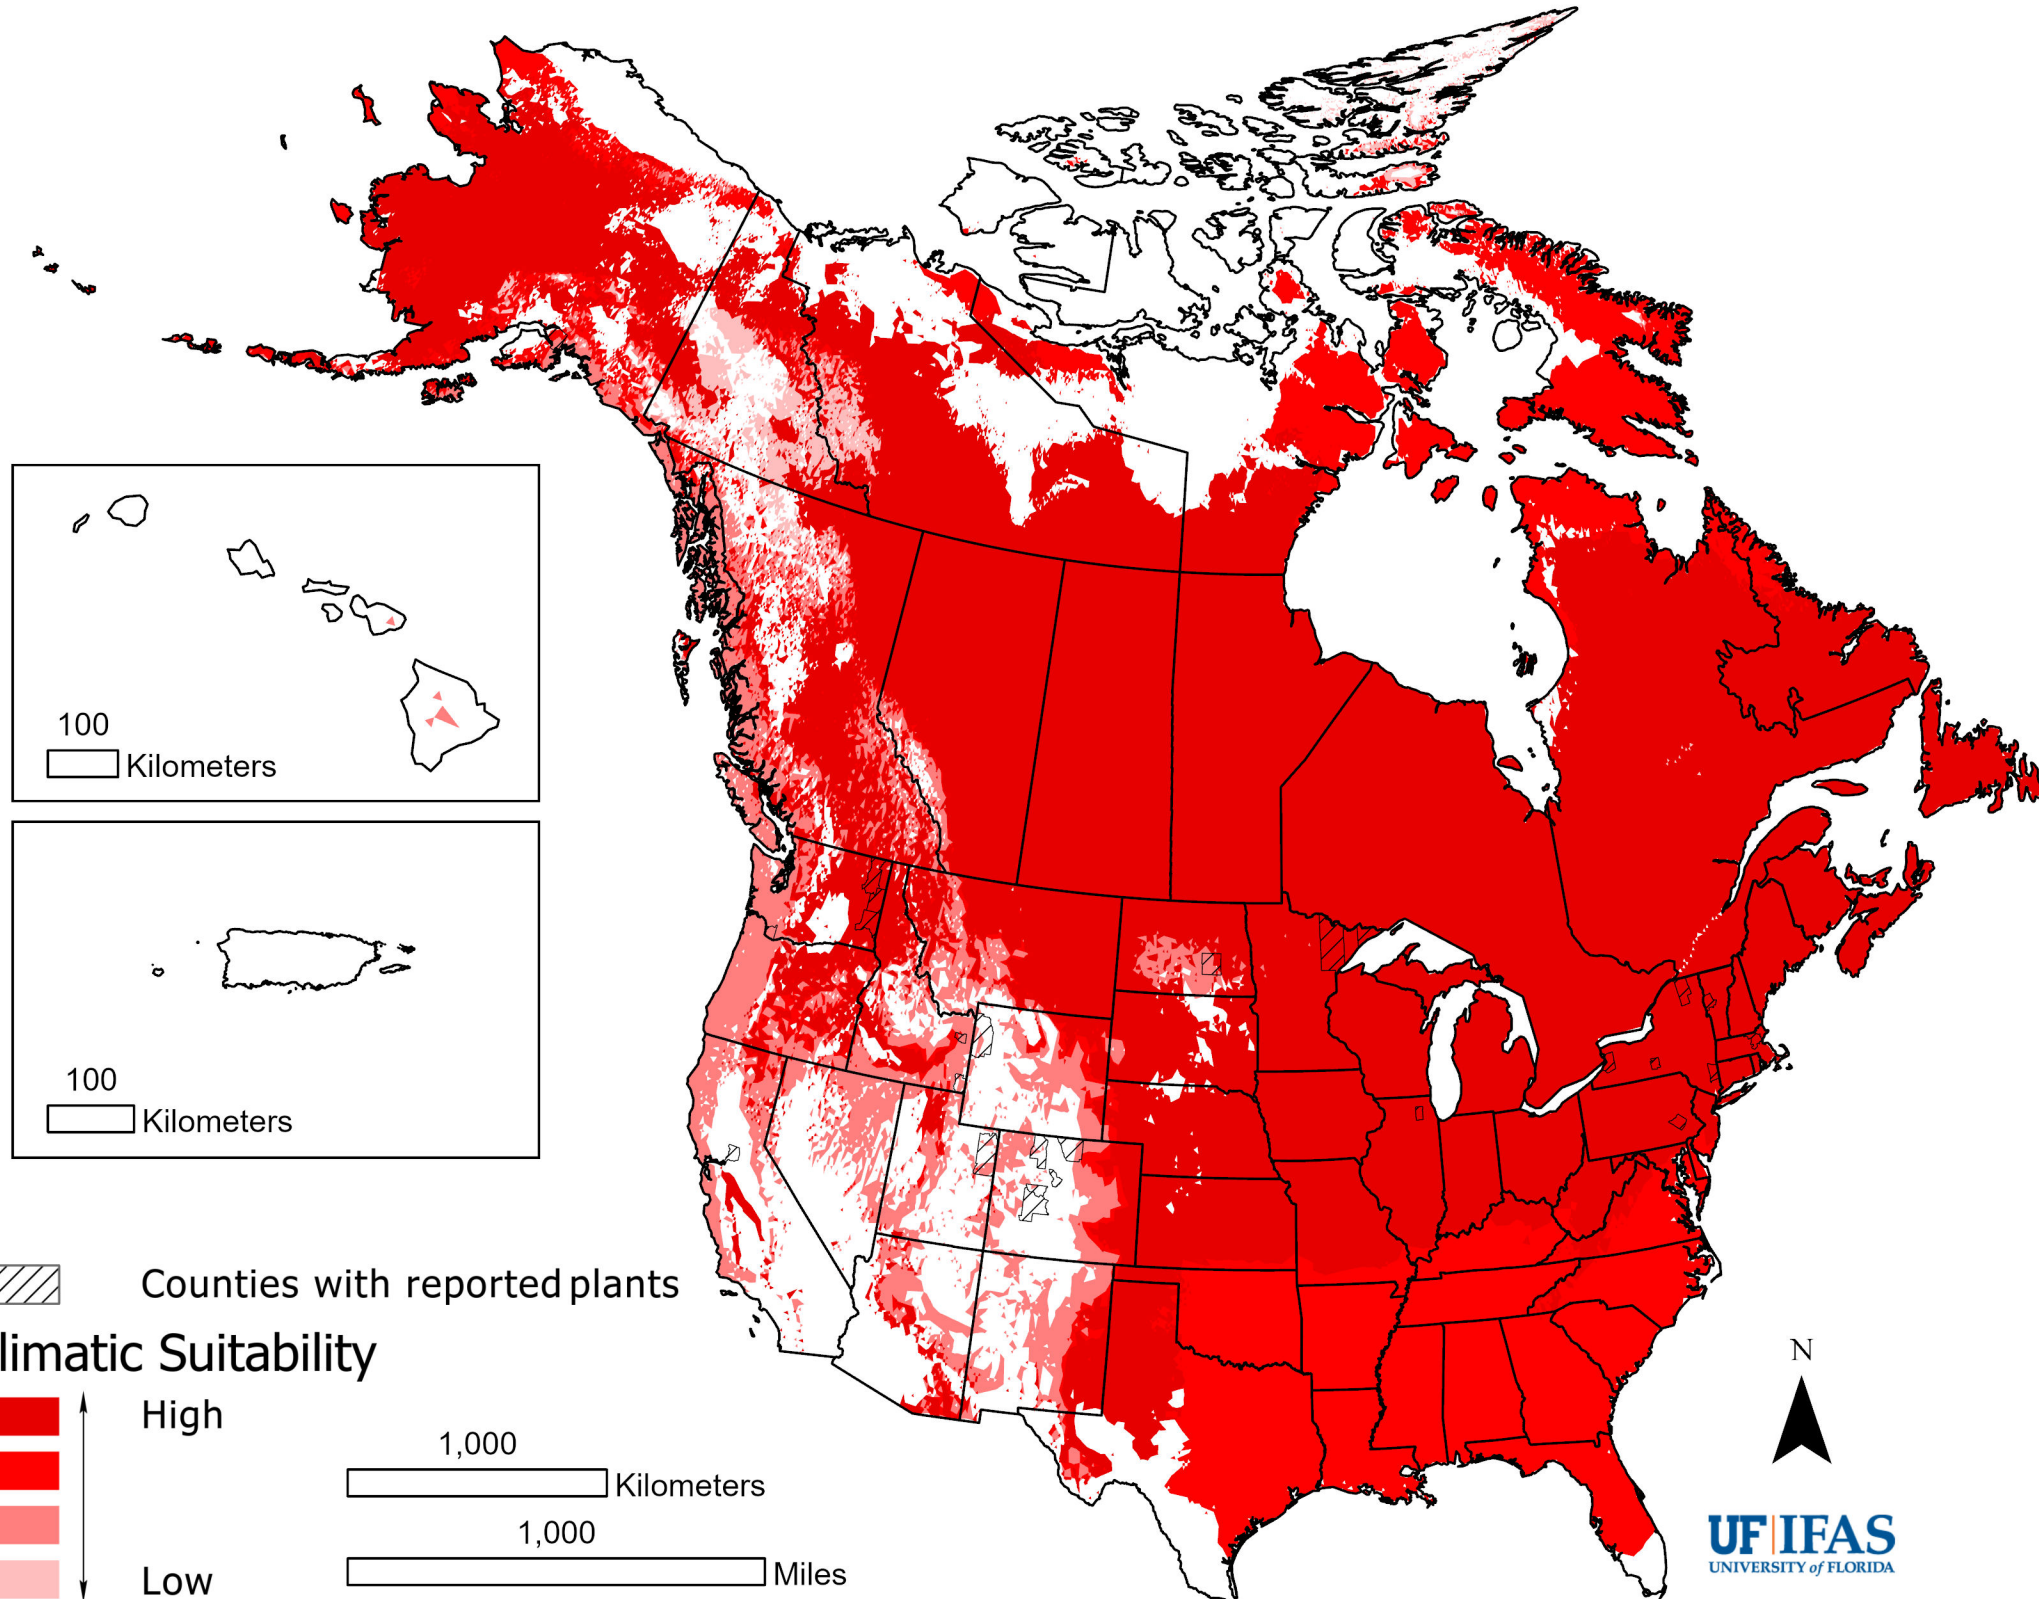 100
Kilometers
100
Kilometers
Counties with reported plants
limatic Suitability
High
Low
1,000
Kilometers
1,000
Miles
N
UF|IFAS
UNIVERSITY of FLORIDA